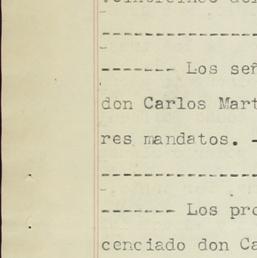 ------------------
------- Los señ
don Carlos Mart
res mandatos. -
------------------
------- Los pro
cenciado don Ca